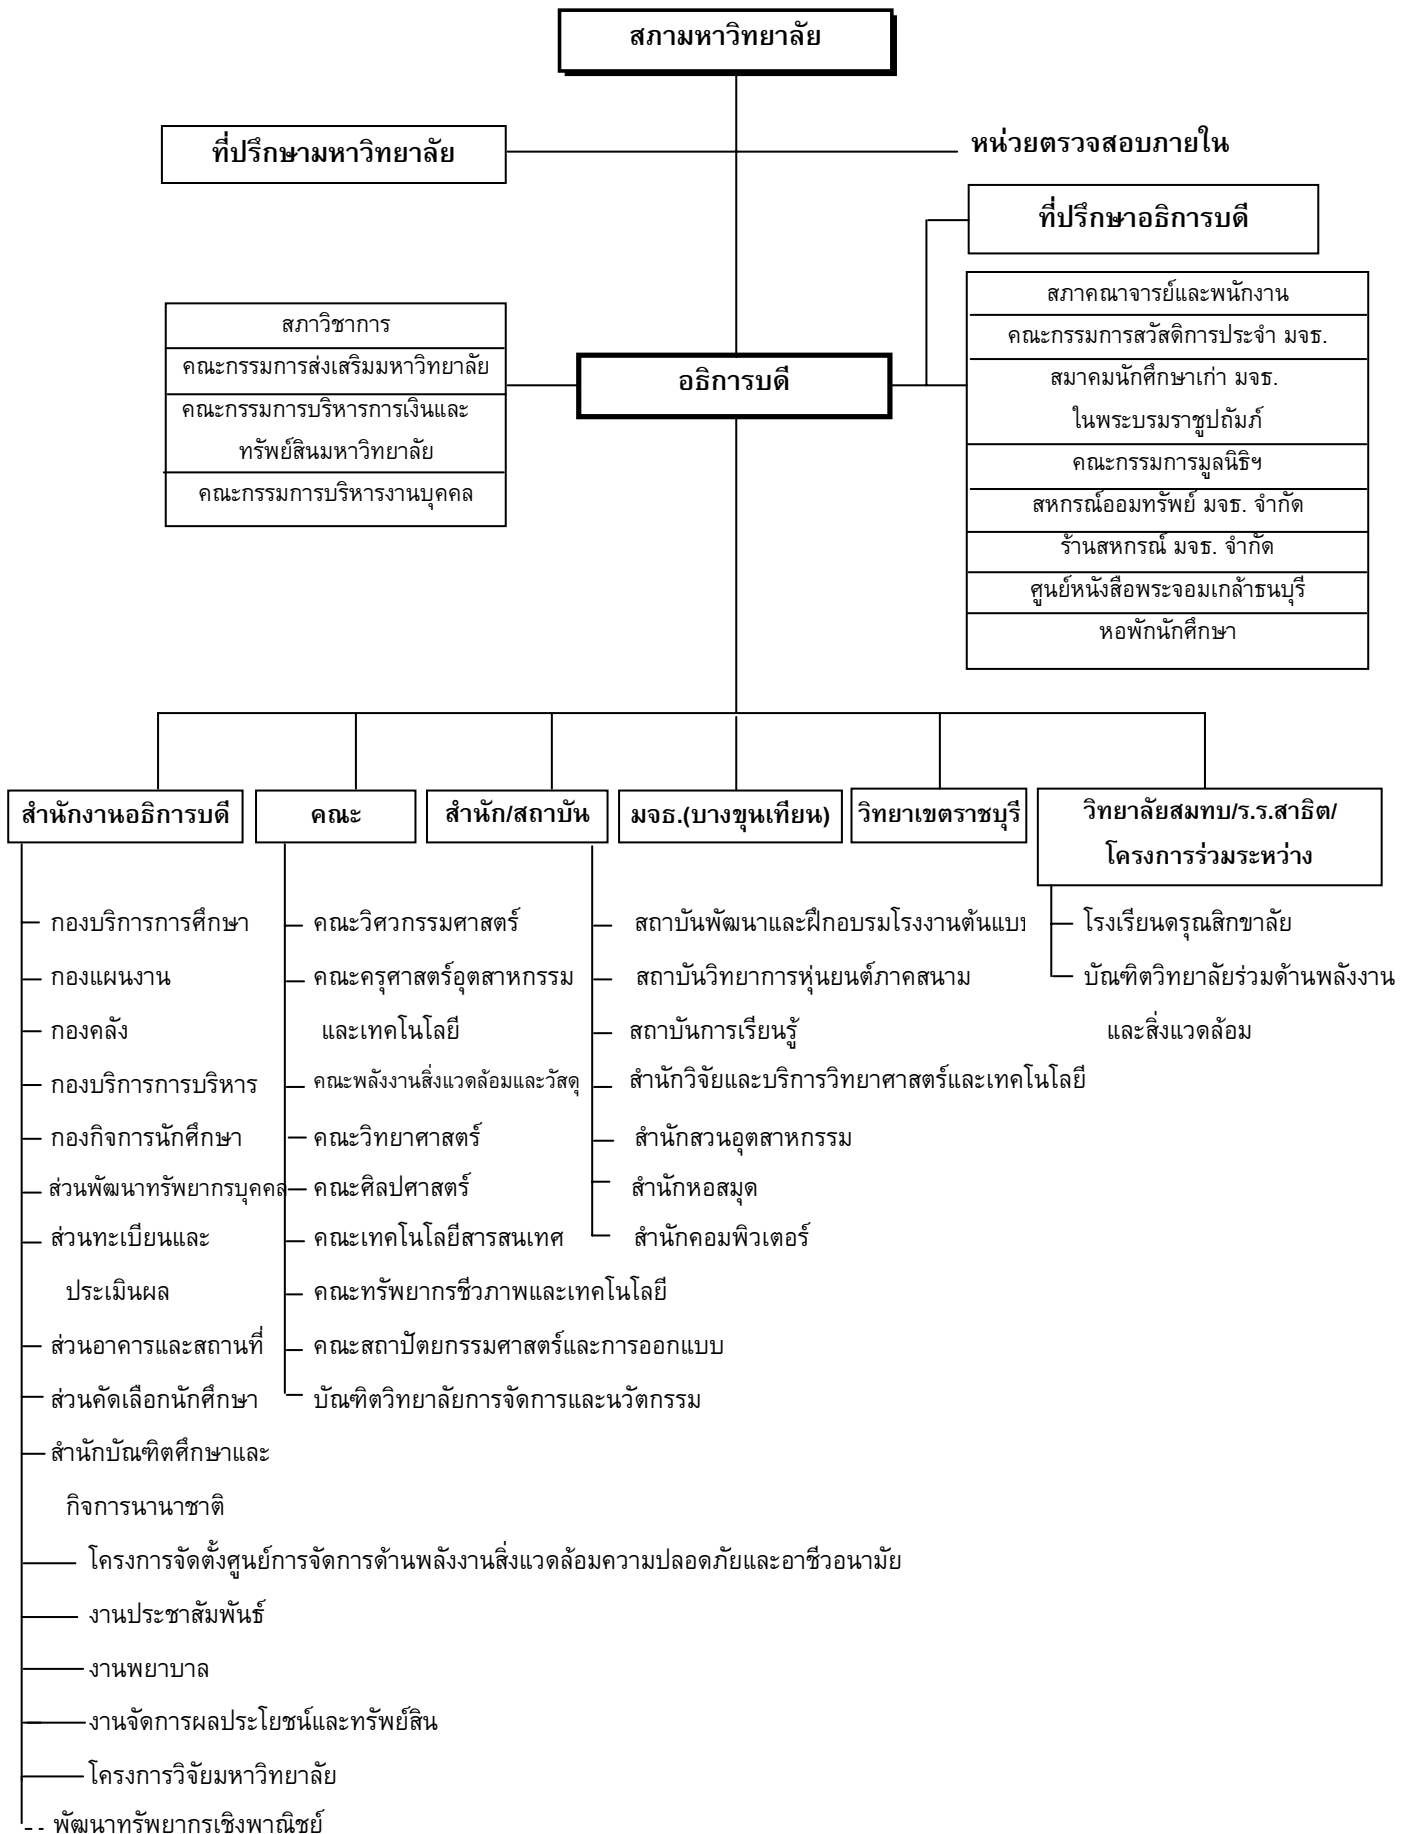 สภามหาวิทยาลัย
ที่ปรึกษามหาวิทยาลัย
หน่วยตรวจสอบภายใน
ที่ปรึกษาอธิการบดี
สภาวิชาการ
คณะกรรมการส่งเสริมมหาวิทยาลัย
คณะกรรมการบริหารการเงินและ
ทรัพย์สินมหาวิทยาลัย
คณะกรรมการบริหารงานบุคคล
อธิการบดี
สภาคณาจารย์และพนักงาน
คณะกรรมการสวัสดิการประจำ มจธ.
สมาคมนักศึกษาเก่า มจธ.
ในพระบรมราชูปถัมภ์
คณะกรรมการมูลนิธิฯ
สหกรณ์ออมทรัพย์ มจธ. จำกัด
ร้านสหกรณ์ มจธ. จำกัด
ศูนย์หนังสือพระจอมเกล้าธนบุรี
หอพักนักศึกษา
สำนักงานอธิการบดี
กองบริการการศึกษา
กองแผนงาน
กองคลัง
กองบริการการบริหาร
กองกิจการนักศึกษา
ส่วนพัฒนาทรัพยากรบุคคล
ส่วนทะเบียนและ
ประเมินผล
ส่วนอาคารและสถานที่
ส่วนคัดเลือกนักศึกษา
สำนักบัณฑิตศึกษาและ
กิจการนานาชาติ
โครงการจัดตั้งศูนย์การจัดการด้านพลังงานสิ่งแวดล้อมความปลอดภัยและอาชีวอนามัย
งานประชาสัมพันธ์
งานพยาบาล
งานจัดการผลประโยชน์และทรัพย์สิน
โครงการวิจัยมหาวิทยาลัย
พัฒนาทรัพยากรเชิงพาณิชย์
คณะ
คณะวิศวกรรมศาสตร์
คณะครุศาสตร์อุตสาหกรรม
และเทคโนโลยี
คณะพลังงานสิ่งแวดล้อมและวัสดุ
คณะวิทยาศาสตร์
คณะศิลปศาสตร์
คณะเทคโนโลยีสารสนเทศ
คณะทรัพยากรชีวภาพและเทคโนโลยี
คณะสถาปัตยกรรมศาสตร์และการออกแบบ
บัณฑิตวิทยาลัยการจัดการและนวัตกรรม
สำนัก/สถาบัน
สถาบันพัฒนาและฝึกอบรมโรงงานต้นแบบ
สถาบันวิทยาการหุ่นยนต์ภาคสนาม
สถาบันการเรียนรู้
สำนักวิจัยและบริการวิทยาศาสตร์และเทคโนโลยี
สำนักสวนอุตสาหกรรม
สำนักหอสมุด
สำนักคอมพิวเตอร์
มจธ.(บางขุนเทียน)
วิทยาเขตราชบุรี
วิทยาลัยสมทบ/ร.ร.สาธิต/
โครงการร่วมระหว่าง
โรงเรียนดรุณสิกขาลัย
บัณฑิตวิทยาลัยร่วมด้านพลังงาน
และสิ่งแวดล้อม